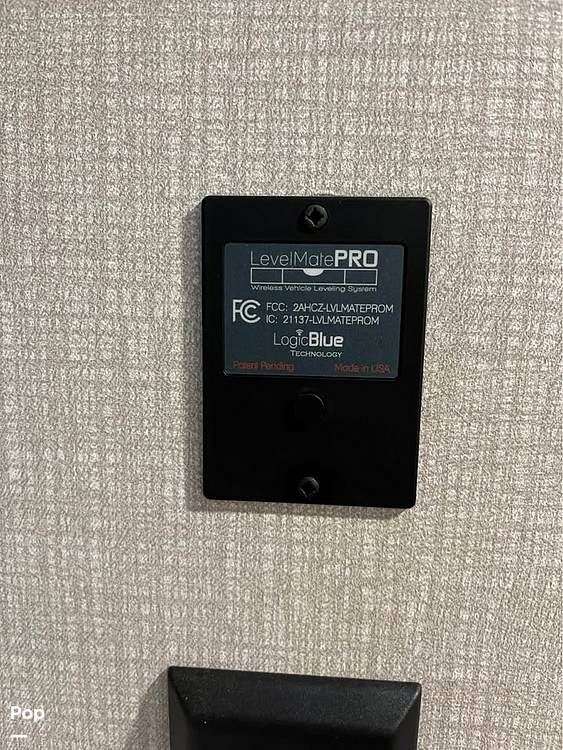 LevelMatePRO
Wireless Vehicle Leveling System
FC FCC: 2AHCZ-LVLMATEPROM
IC: 21137-LVLMATEPROM
LogicBlue
TECHNOLOGY
Patent Pending Made in USA
Pop